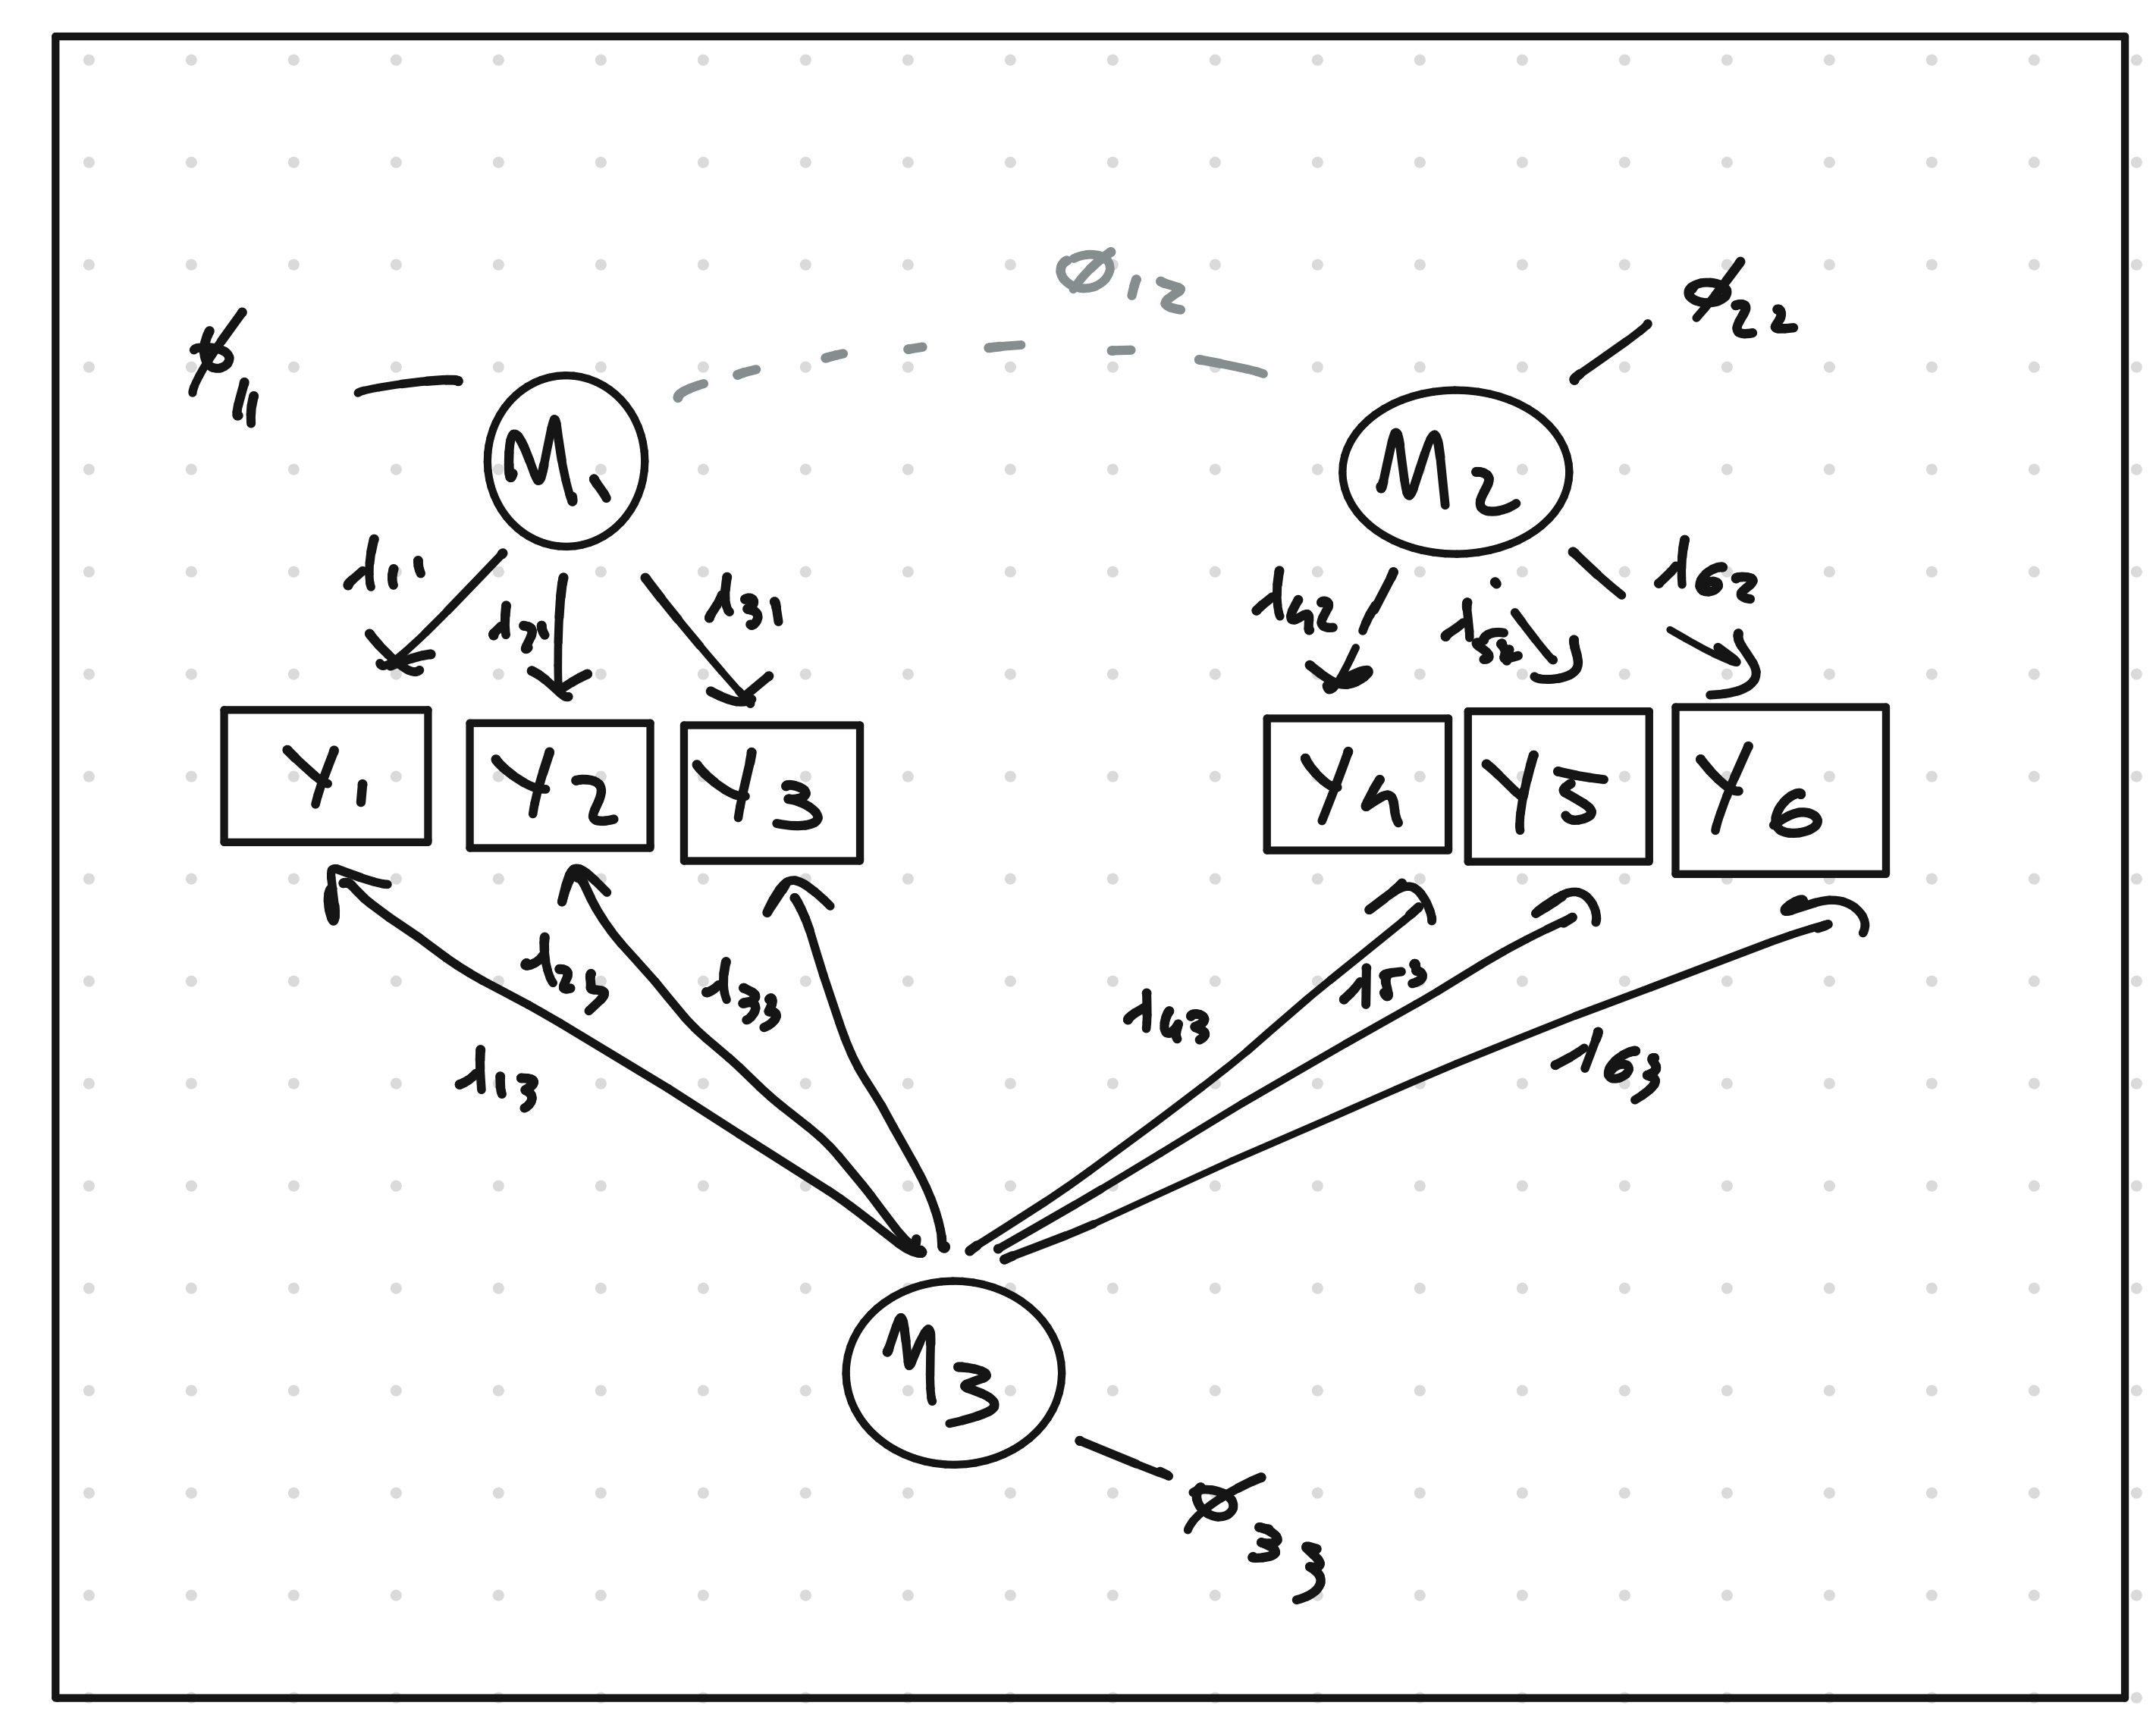 ϕ₁₂
ϕ₂₂
ϕ₁₁
M₁
M₂
λ₁₁
λ₂₁
λ₃₁
λ₄₂
λ₅₂
λ₆₂
Y₁
Y₂
Y₃
Y₄
Y₅
Y₆
λ₂₃
λ₃₃
λ₁₃
λ₄₃
λ₅₃
λ₆₃
M₃
ϕ₃₃